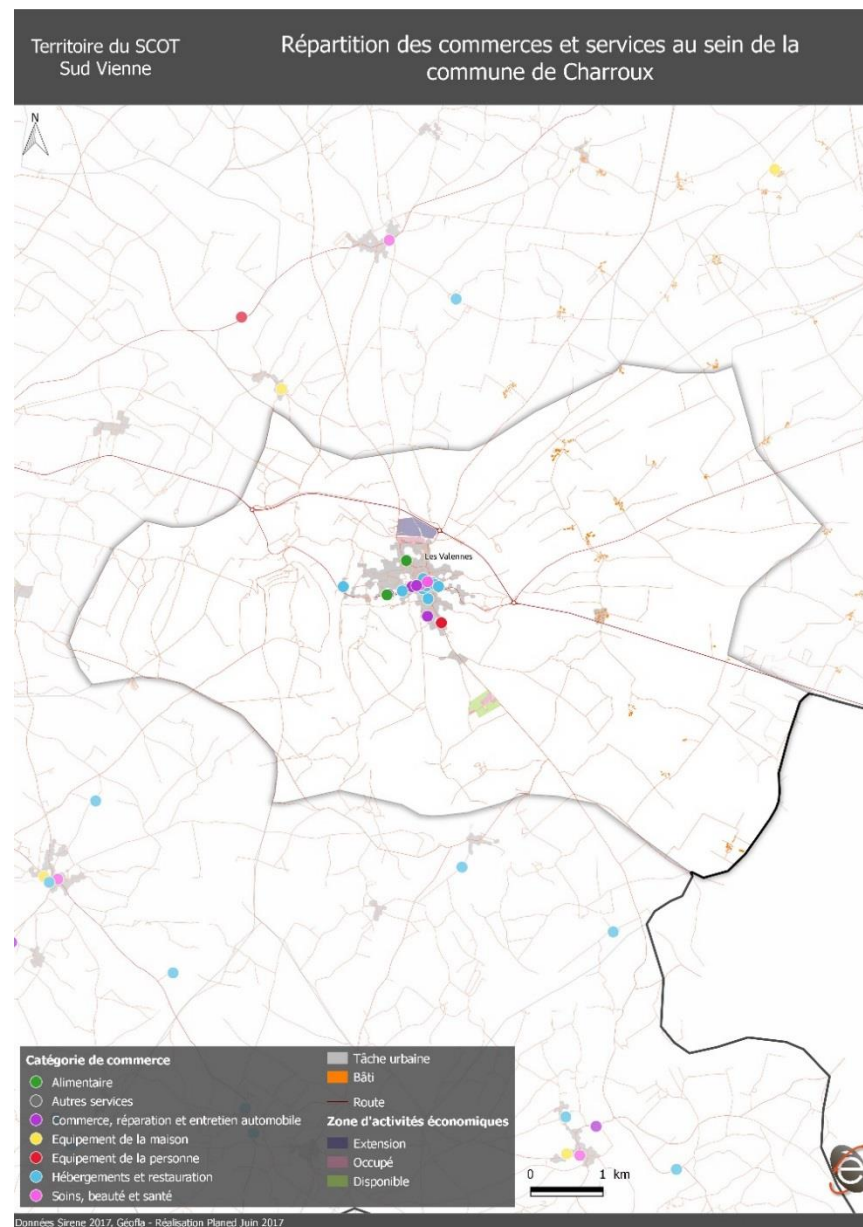 Territoire du SCOT
Sud Vienne
Répartition des commerces et services au sein de la
commune de Charroux
N
Les Valennes
Catégorie de commerce
Alimentaire
Autres services
Commerce, réparation et entretien automobile
Equipement de la maison
Equipement de la personne
Hébergements et restauration
Soins, beauté et santé
Tâche urbaine
Bâti
Route
Zone d'activités économiques
Extension
Occupé
Disponible
0 1 km
e
Données Sirene 2017, Géofla - Réalisation Planed Juin 2017